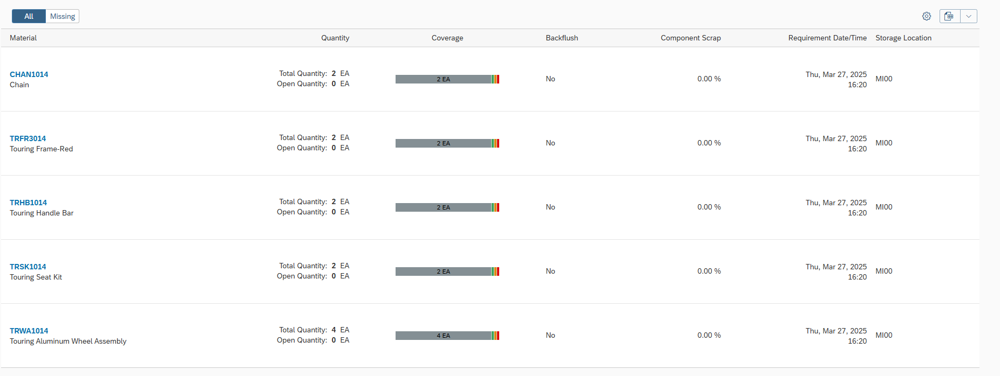 All Missing
Material Quantity Coverage Backflush Component Scrap Requirement Date/Time Storage Location
CHAN1014
Chain
Total Quantity: 2 EA
Open Quantity: 0 EA
2 EA
No
0.00 %
Thu, Mar 27, 2025
16:20
MI00
TRFR3014
Touring Frame-Red
Total Quantity: 2 EA
Open Quantity: 0 EA
2 EA
No
0.00 %
Thu, Mar 27, 2025
16:20
MI00
TRHB1014
Touring Handle Bar
Total Quantity: 2 EA
Open Quantity: 0 EA
2 EA
No
0.00 %
Thu, Mar 27, 2025
16:20
MI00
TRSK1014
Touring Seat Kit
Total Quantity: 2 EA
Open Quantity: 0 EA
2 EA
No
0.00 %
Thu, Mar 27, 2025
16:20
MI00
TRWA1014
Touring Aluminum Wheel Assembly
Total Quantity: 4 EA
Open Quantity: 0 EA
4 EA
No
0.00 %
Thu, Mar 27, 2025
16:20
MI00